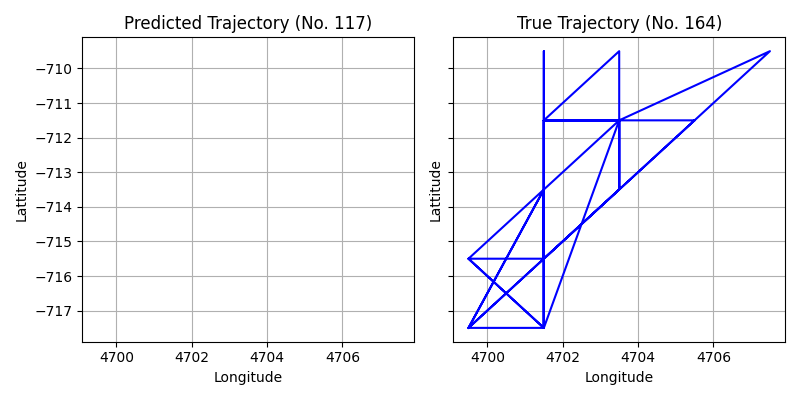 Predicted Trajectory (No. 117)
−710
−711
−712
−713
−714
−715
−716
−717
Lattitude
4700 4702 4704 4706
Longitude
True Trajectory (No. 164)
Lattitude
4700 4702 4704 4706
Longitude